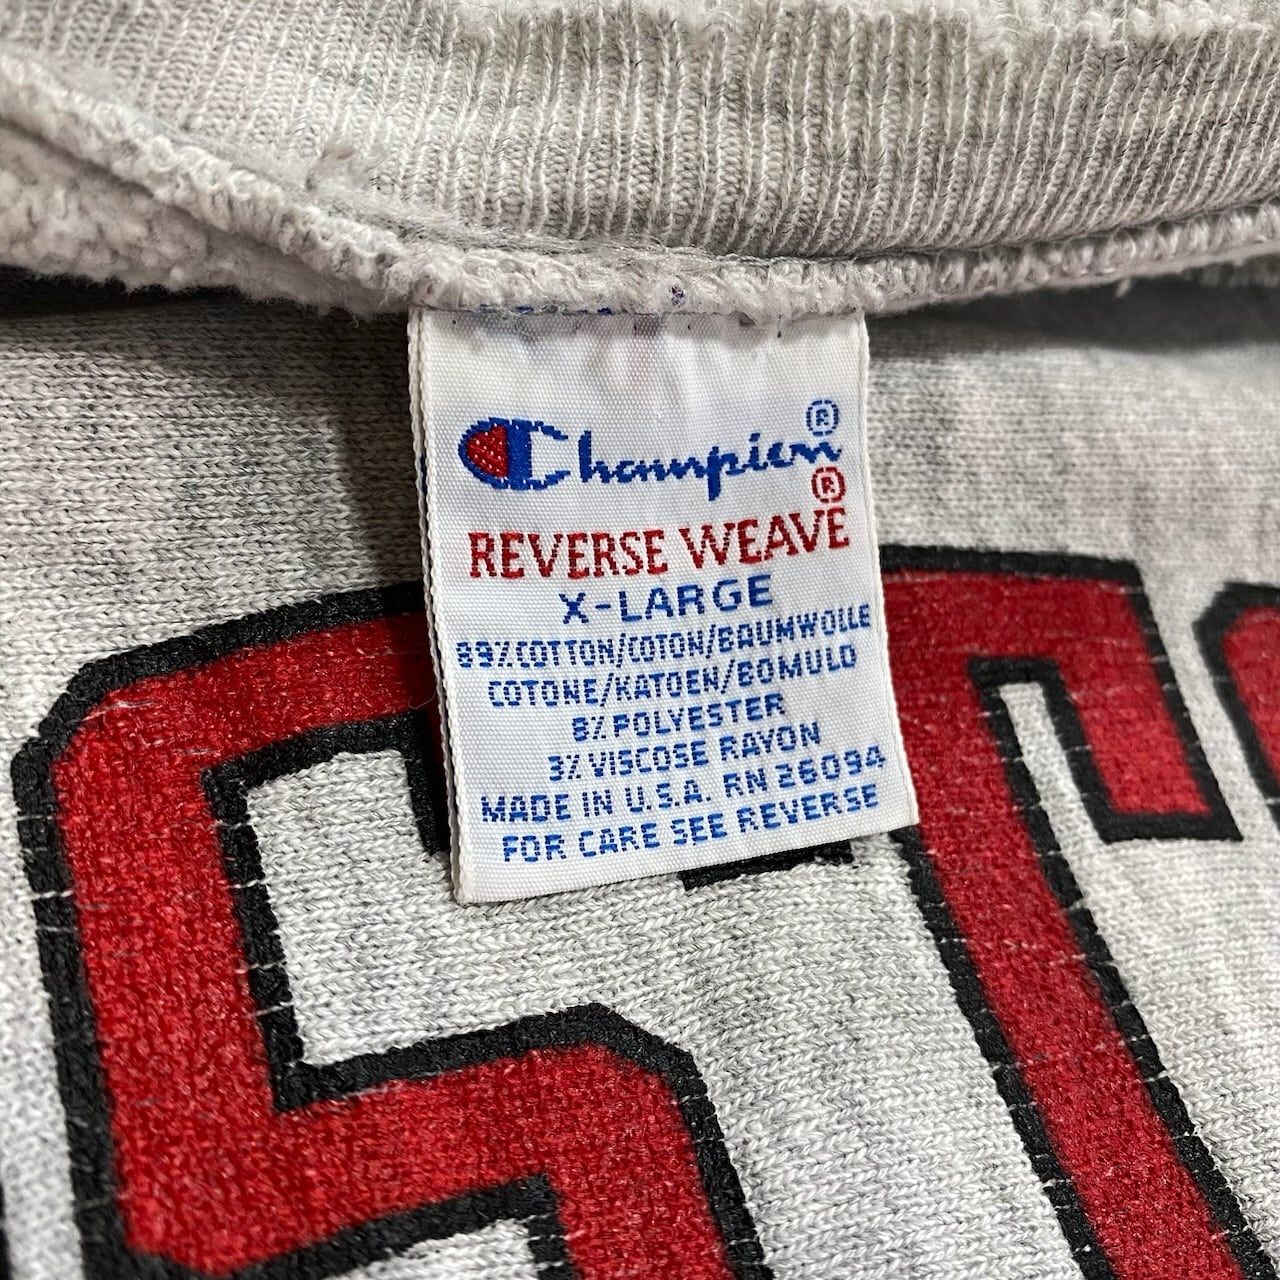 Champion®
REVERSE WEAVE®
X-LARGE
89%COTTON/COTON/BAUMWOLLE
COTONE/KATOEN/BOMULD
8% POLYESTER
3% VISCOSE RAYON
MADE IN U.S.A. RN 26094
FOR CARE SEE REVERSE
ST